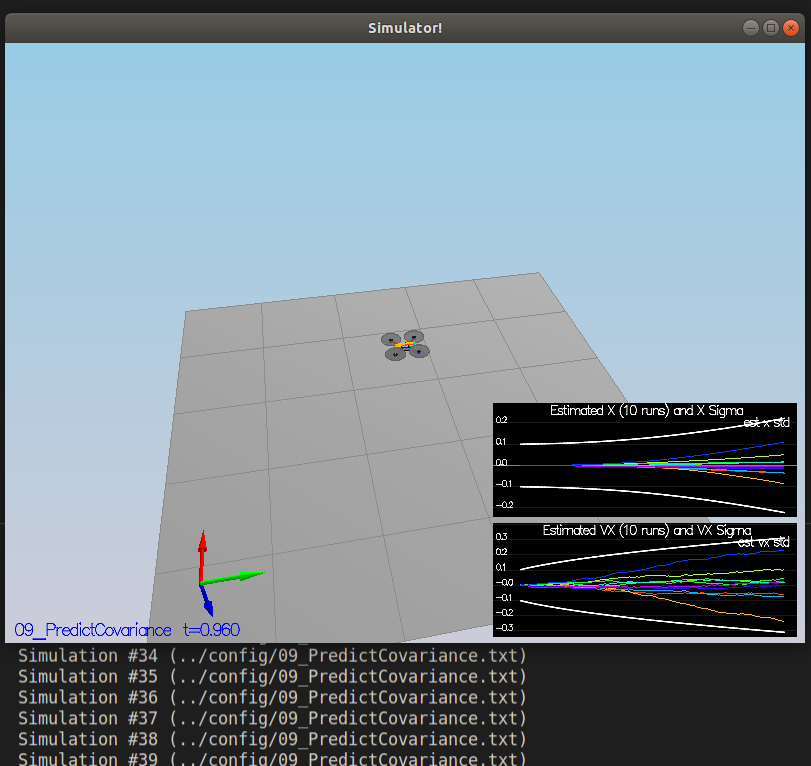 Simulator!
Estimated X (10 runs) and X Sigma
est x std
0.2
0.1
0.0
-0.1
-0.2
Estimated VX (10 runs) and VX Sigma
est vx std
0.3
0.2
0.1
-0.0
-0.1
-0.2
-0.3
09_PredictCovariance t=0.960
Simulation #34 (../config/09_PredictCovariance.txt)
Simulation #35 (../config/09_PredictCovariance.txt)
Simulation #36 (../config/09_PredictCovariance.txt)
Simulation #37 (../config/09_PredictCovariance.txt)
Simulation #38 (../config/09_PredictCovariance.txt)
Simulation #39 (../config/09_PredictCovariance.txt)